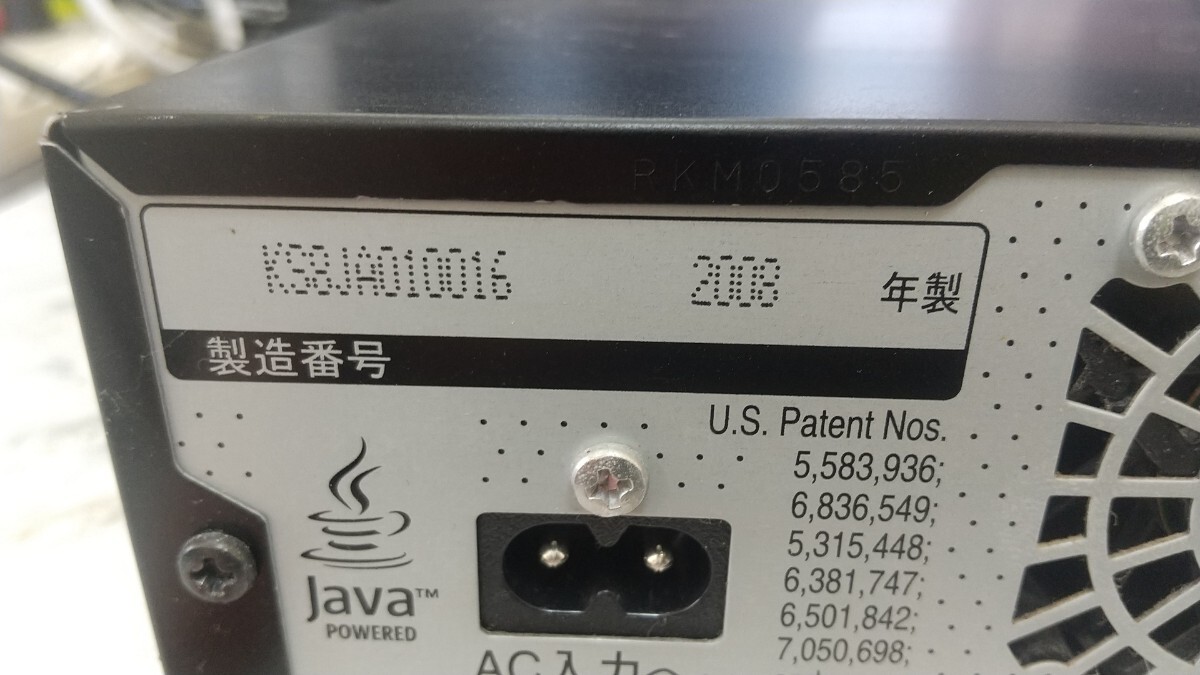 RKM0585
KS8JA010016 2008 年製
製造番号
U.S. Patent Nos.
5,583,936;
6,836,549;
5,315,448;
6,381,747;
6,501,842;
7,050,698;
Java™
POWERED
AC入力~